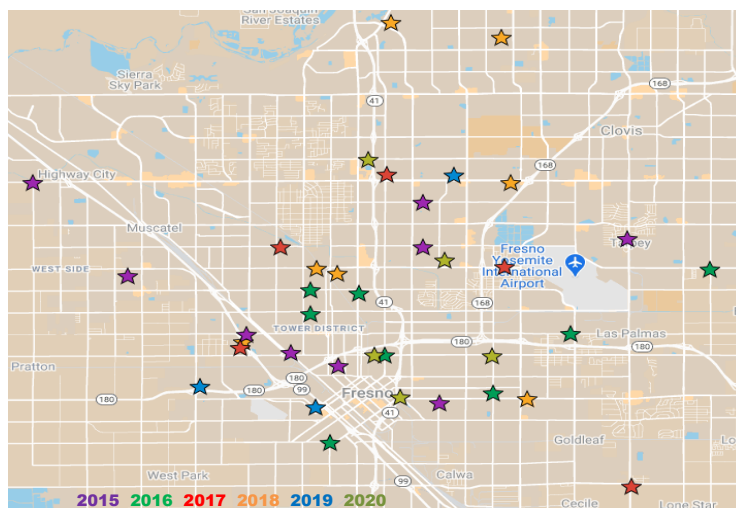 San Joaquin
River Estates
Sierra
Sky Park
168
41
Clovis
168
Highway City
Muscatel
Fresno
Yosemite
International
Airport
WEST SIDE
41
168
TOWER DISTRICT
Las Palmas
180
180
Pratton
180
99
180
Fresno
41
Goldleaf
West Park
Calwa
99
2015 2016 2017 2018 2019 2020
Cecile
Lone Star